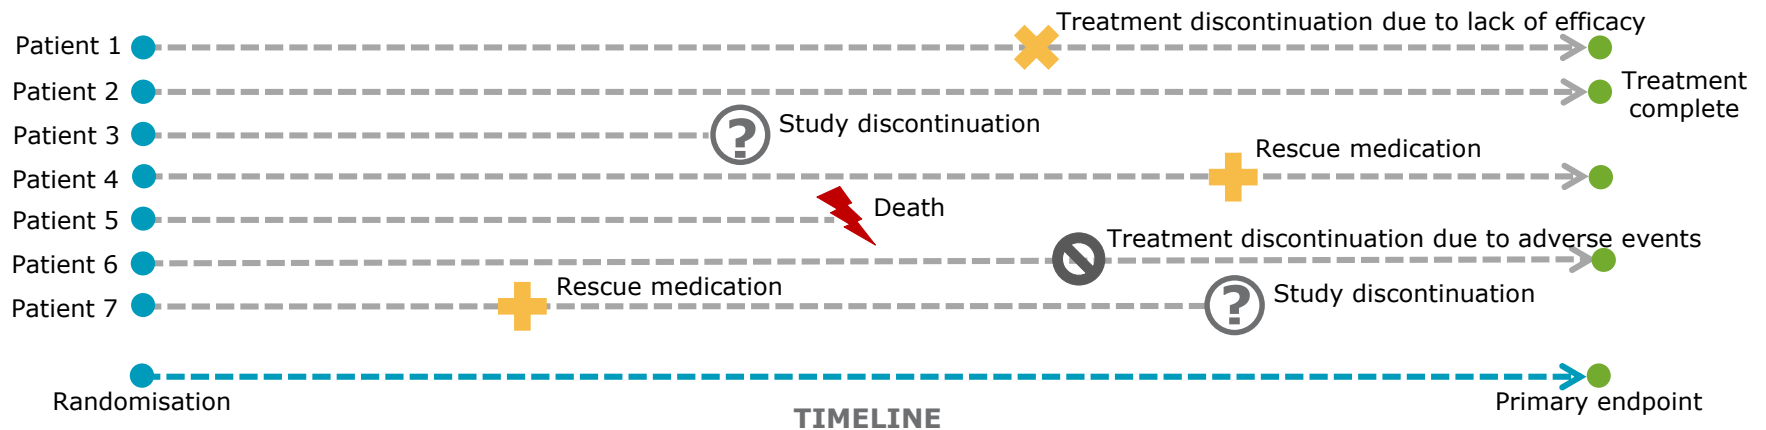 Treatment discontinuation due to lack of efficacy
Patient 1
Patient 2
Treatment
complete
Patient 3
?
Study discontinuation
Rescue medication
Patient 4
Patient 5
Death
Treatment discontinuation due to adverse events
Patient 6
Patient 7
Rescue medication
?
Study discontinuation
Randomisation
Primary endpoint
TIMELINE